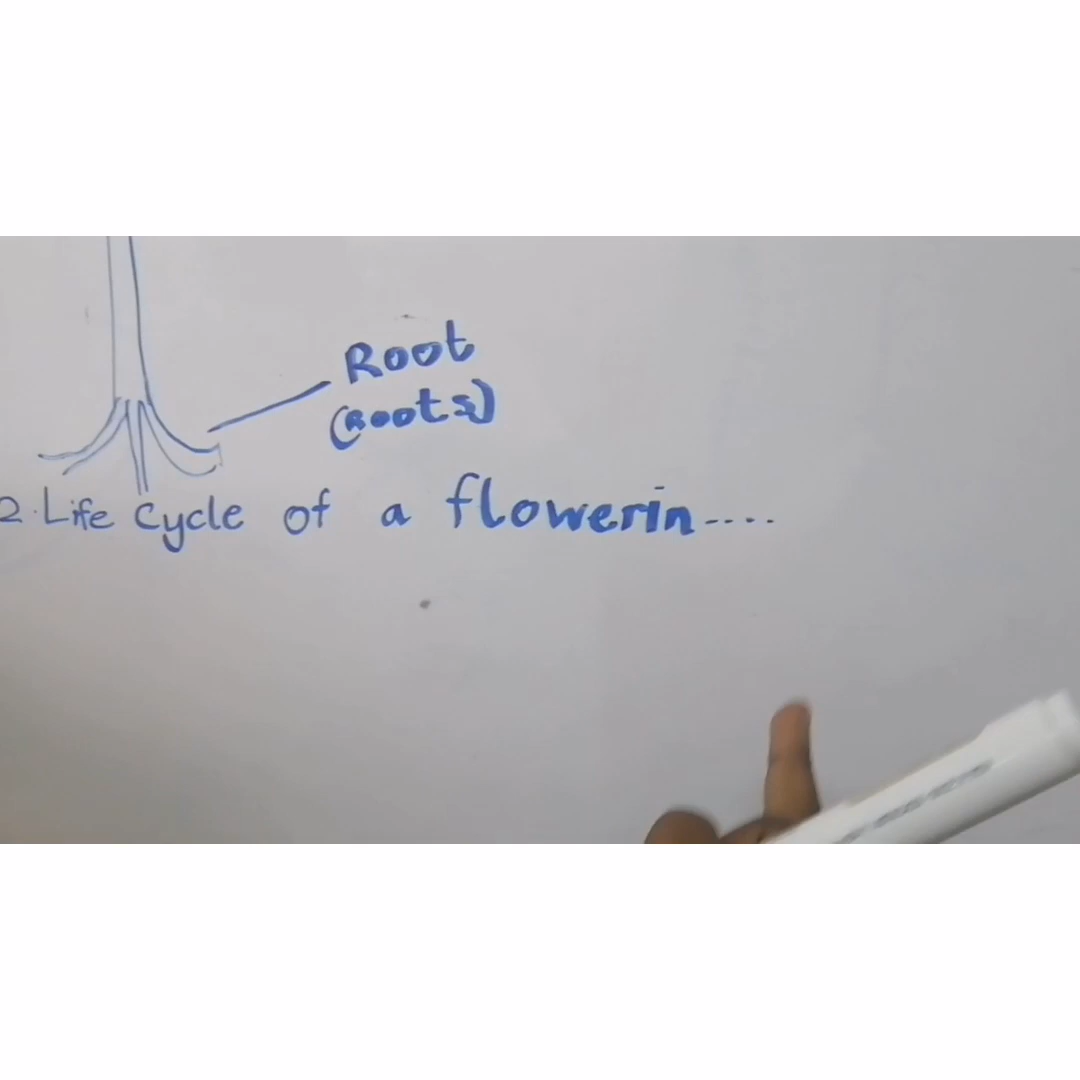 Root
(Roots)
2. Life Cycle of a flowerin....